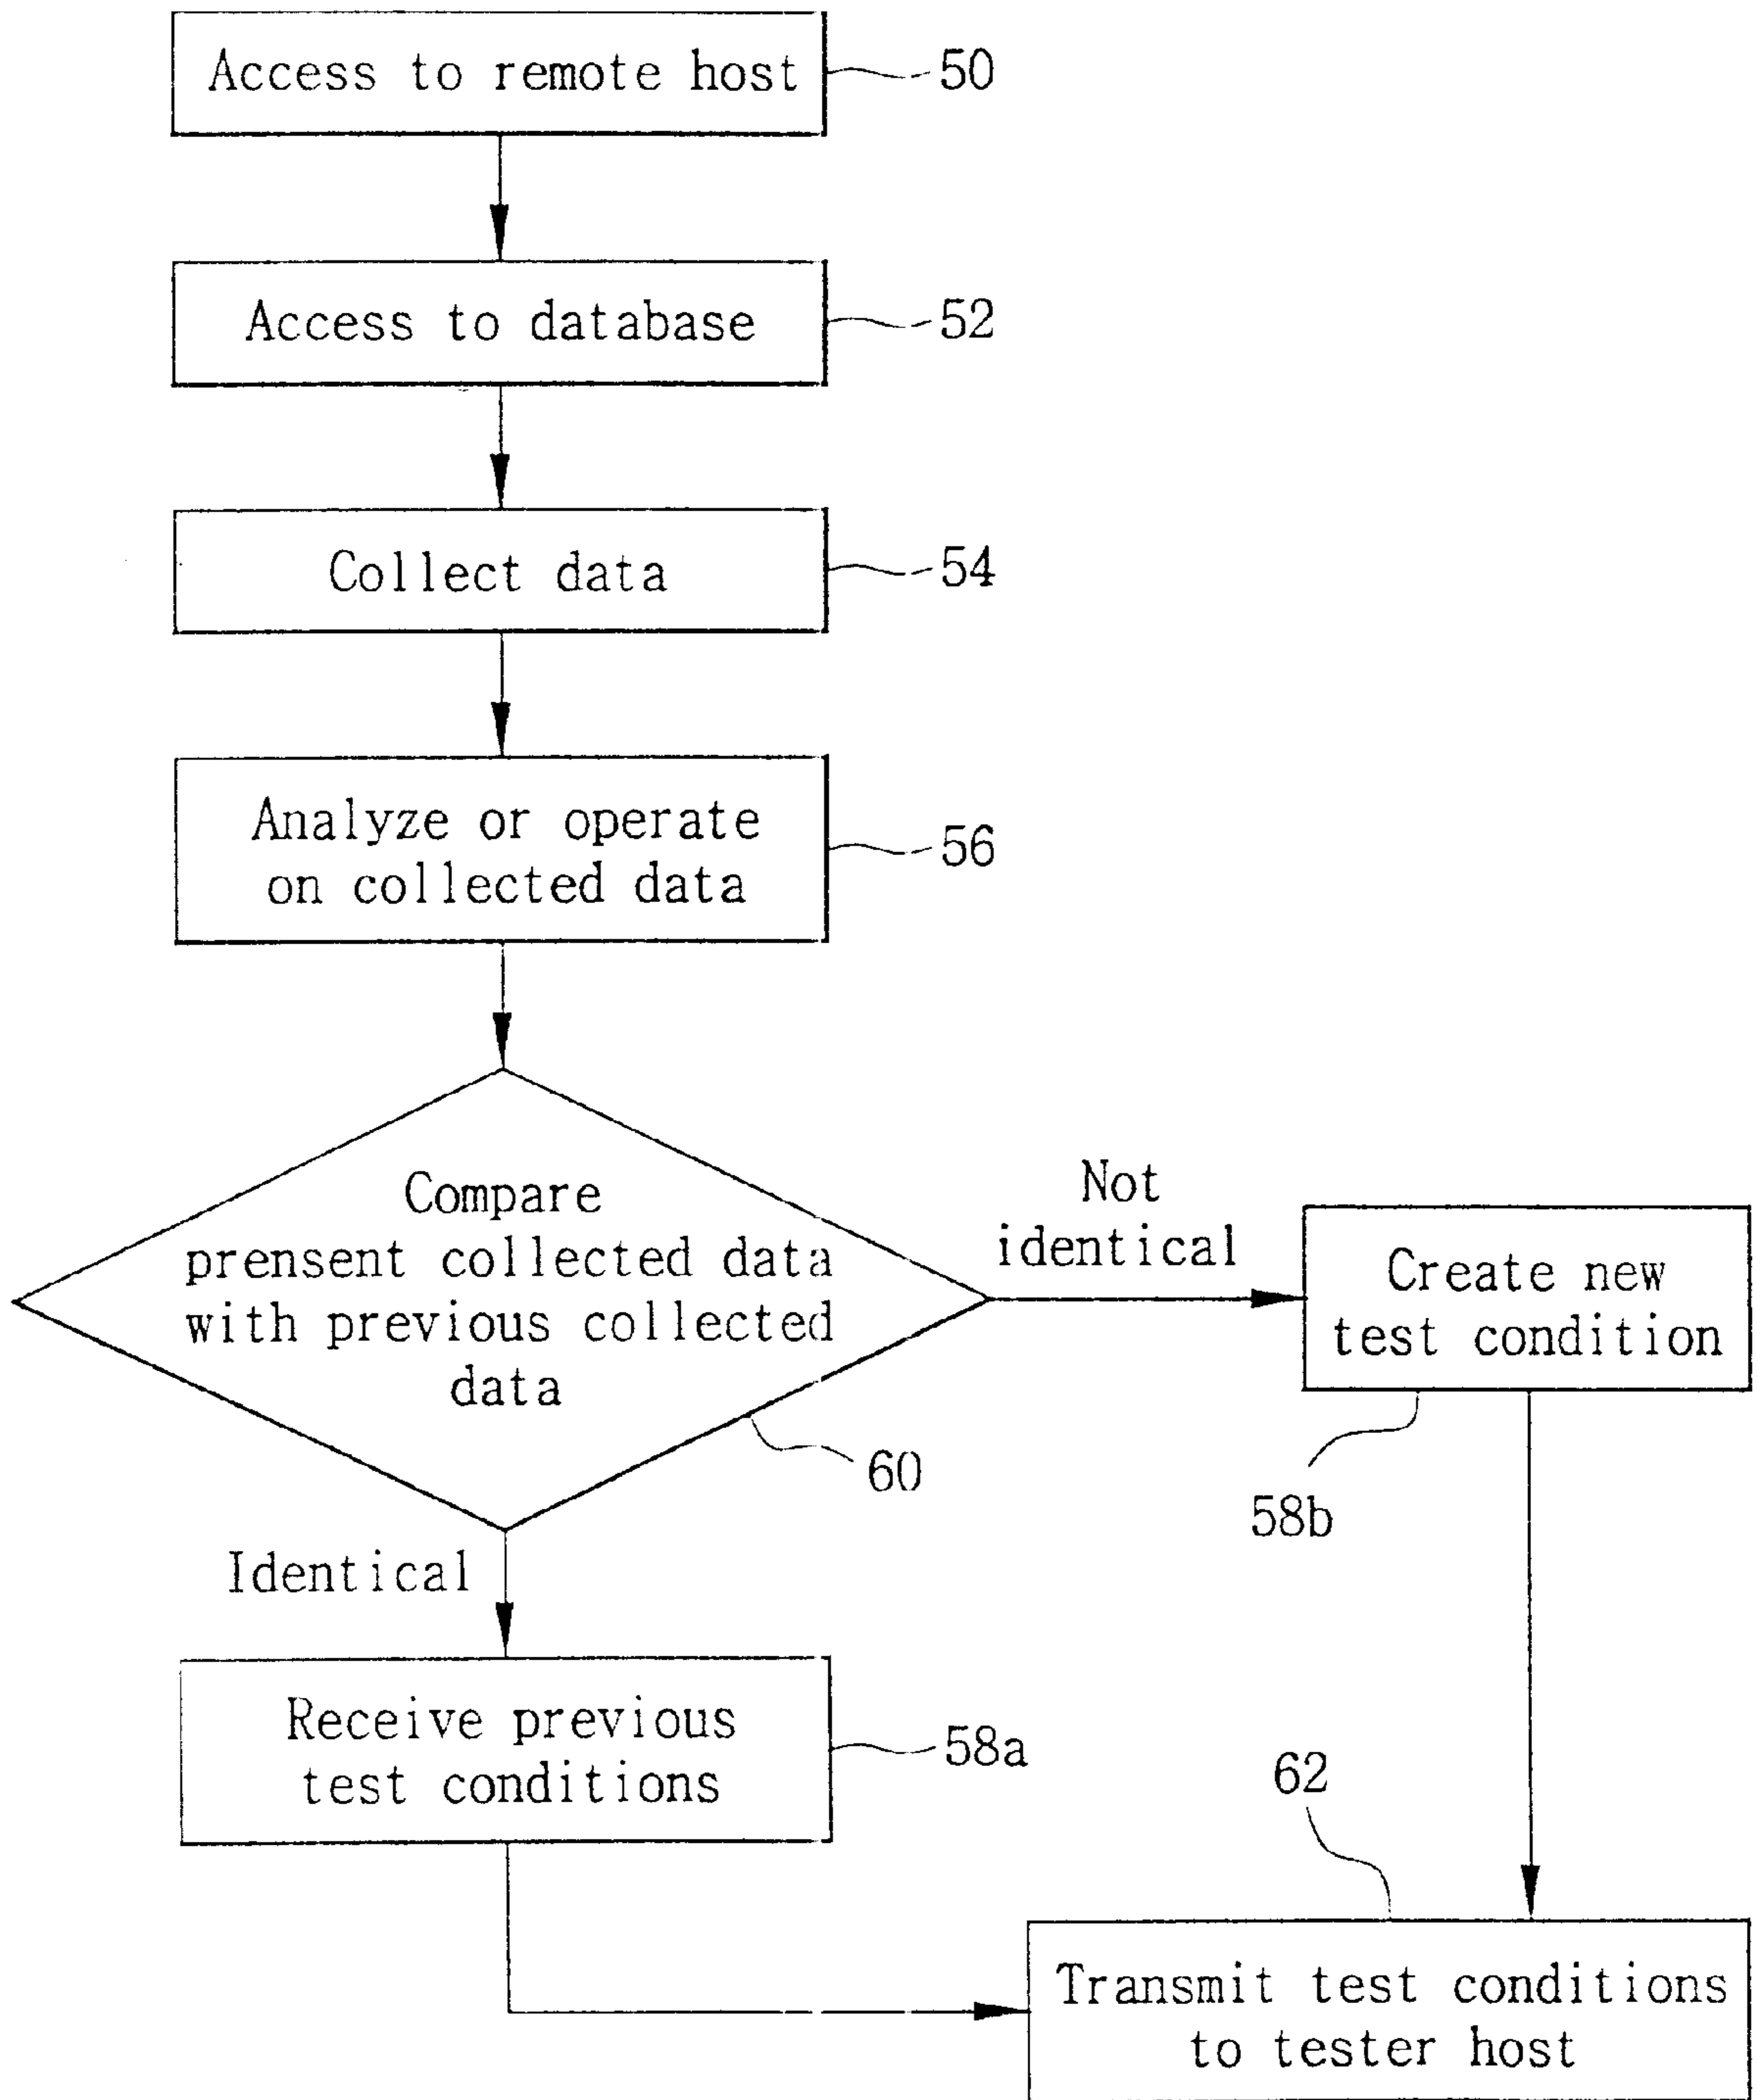 Access to remote host
50
Access to database
52
Collect data
54
Analyze or operate
on collected data
56
Compare
prensent collected data
with previous collected
data
60
Not
identical
Create new
test condition
58b
Identical
Receive previous
test conditions
58a
62
Transmit test conditions
to tester host